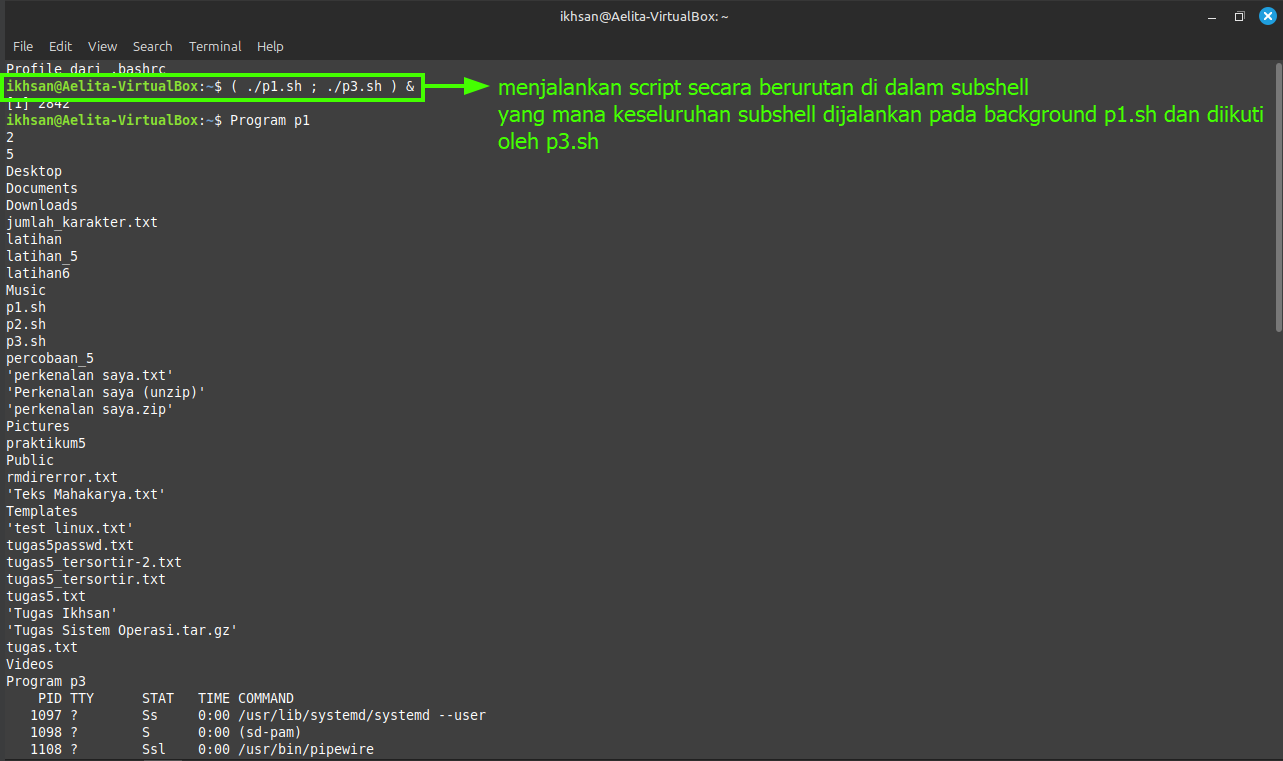 ikhsan@Aelita-VirtualBox: ~
File Edit View Search Terminal Help
Profile dari .bashrc
ikhsan@Aelita-VirtualBox:~$ ( ./p1.sh ; ./p3.sh ) &
menjalankan script secara berurutan di dalam subshell
yang mana keseluruhan subshell dijalankan pada background p1.sh dan diikuti
oleh p3.sh
[1] 2842
ikhsan@Aelita-VirtualBox:~$ Program p1
2
5
Desktop
Documents
Downloads
jumlah_karakter.txt
latihan
latihan_5
latihan6
Music
p1.sh
p2.sh
p3.sh
percobaan_5
'perkenalan saya.txt'
'Perkenalan saya (unzip)'
'perkenalan saya.zip'
Pictures
praktikum5
Public
rmdirerror.txt
'Teks Mahakarya.txt'
Templates
'test linux.txt'
tugas5passwd.txt
tugas5_tersortir-2.txt
tugas5_tersortir.txt
tugas5.txt
'Tugas Ikhsan'
'Tugas Sistem Operasi.tar.gz'
tugas.txt
Videos
Program p3
PID TTY STAT TIME COMMAND
1097 ? Ss 0:00 /usr/lib/systemd/systemd --user
1098 ? S 0:00 (sd-pam)
1108 ? Ssl 0:00 /usr/bin/pipewire